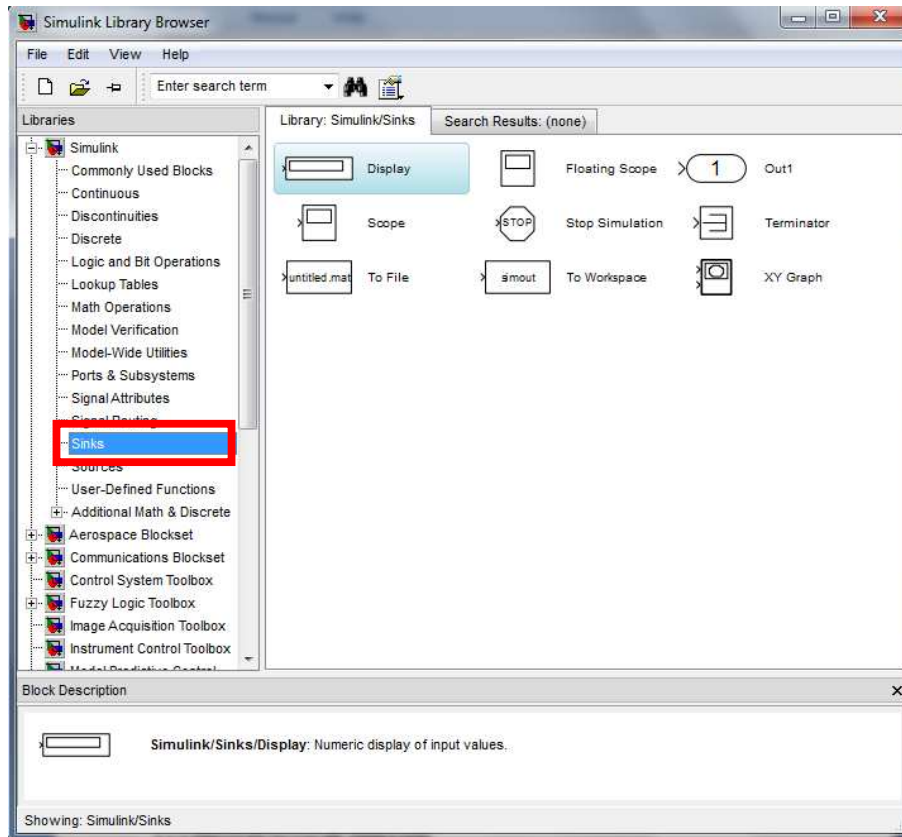 Simulink Library Browser
File Edit View Help
Enter search term
Libraries
Library: Simulink/Sinks
Search Results: (none)
Simulink
Commonly Used Blocks
Continuous
Discontinuities
Discrete
Logic and Bit Operations
Lookup Tables
Math Operations
Model Verification
Model-Wide Utilities
Ports & Subsystems
Signal Attributes
Signal Routing
Sinks
Sources
User-Defined Functions
Additional Math & Discrete
Aerospace Blockset
Communications Blockset
Control System Toolbox
Fuzzy Logic Toolbox
Image Acquisition Toolbox
Instrument Control Toolbox
Display
Floating Scope
1
Out1
Scope
STOP
Stop Simulation
Terminator
untitled.mat
To File
simout
To Workspace
XY Graph
Block Description
Simulink/Sinks/Display: Numeric display of input values.
Showing: Simulink/Sinks